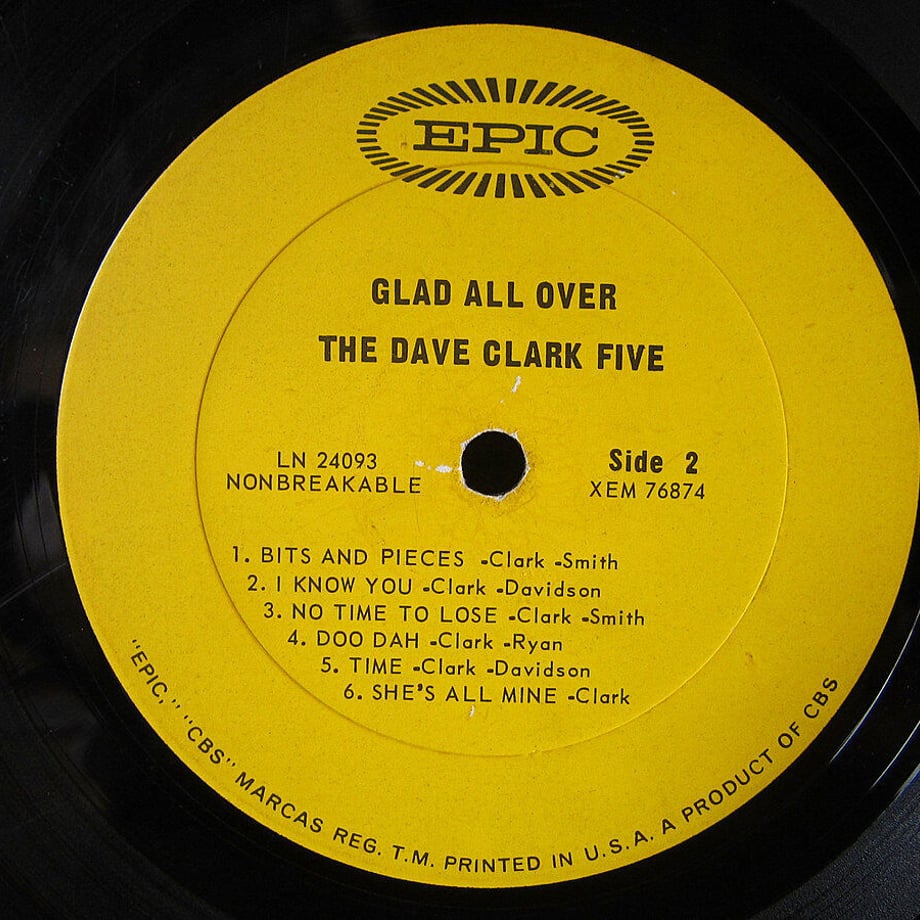 EPIC
GLAD ALL OVER
THE DAVE CLARK FIVE
LN 24093
NONBREAKABLE
Side 2
XEM 76874
1. BITS AND PIECES -Clark -Smith
2. I KNOW YOU -Clark -Davidson
3. NO TIME TO LOSE -Clark -Smith
4. DOO DAH -Clark -Ryan
5. TIME -Clark -Davidson
6. SHE'S ALL MINE -Clark
"EPIC," "CBS" MARCAS REG. T.M. PRINTED IN U.S.A. A PRODUCT OF CBS